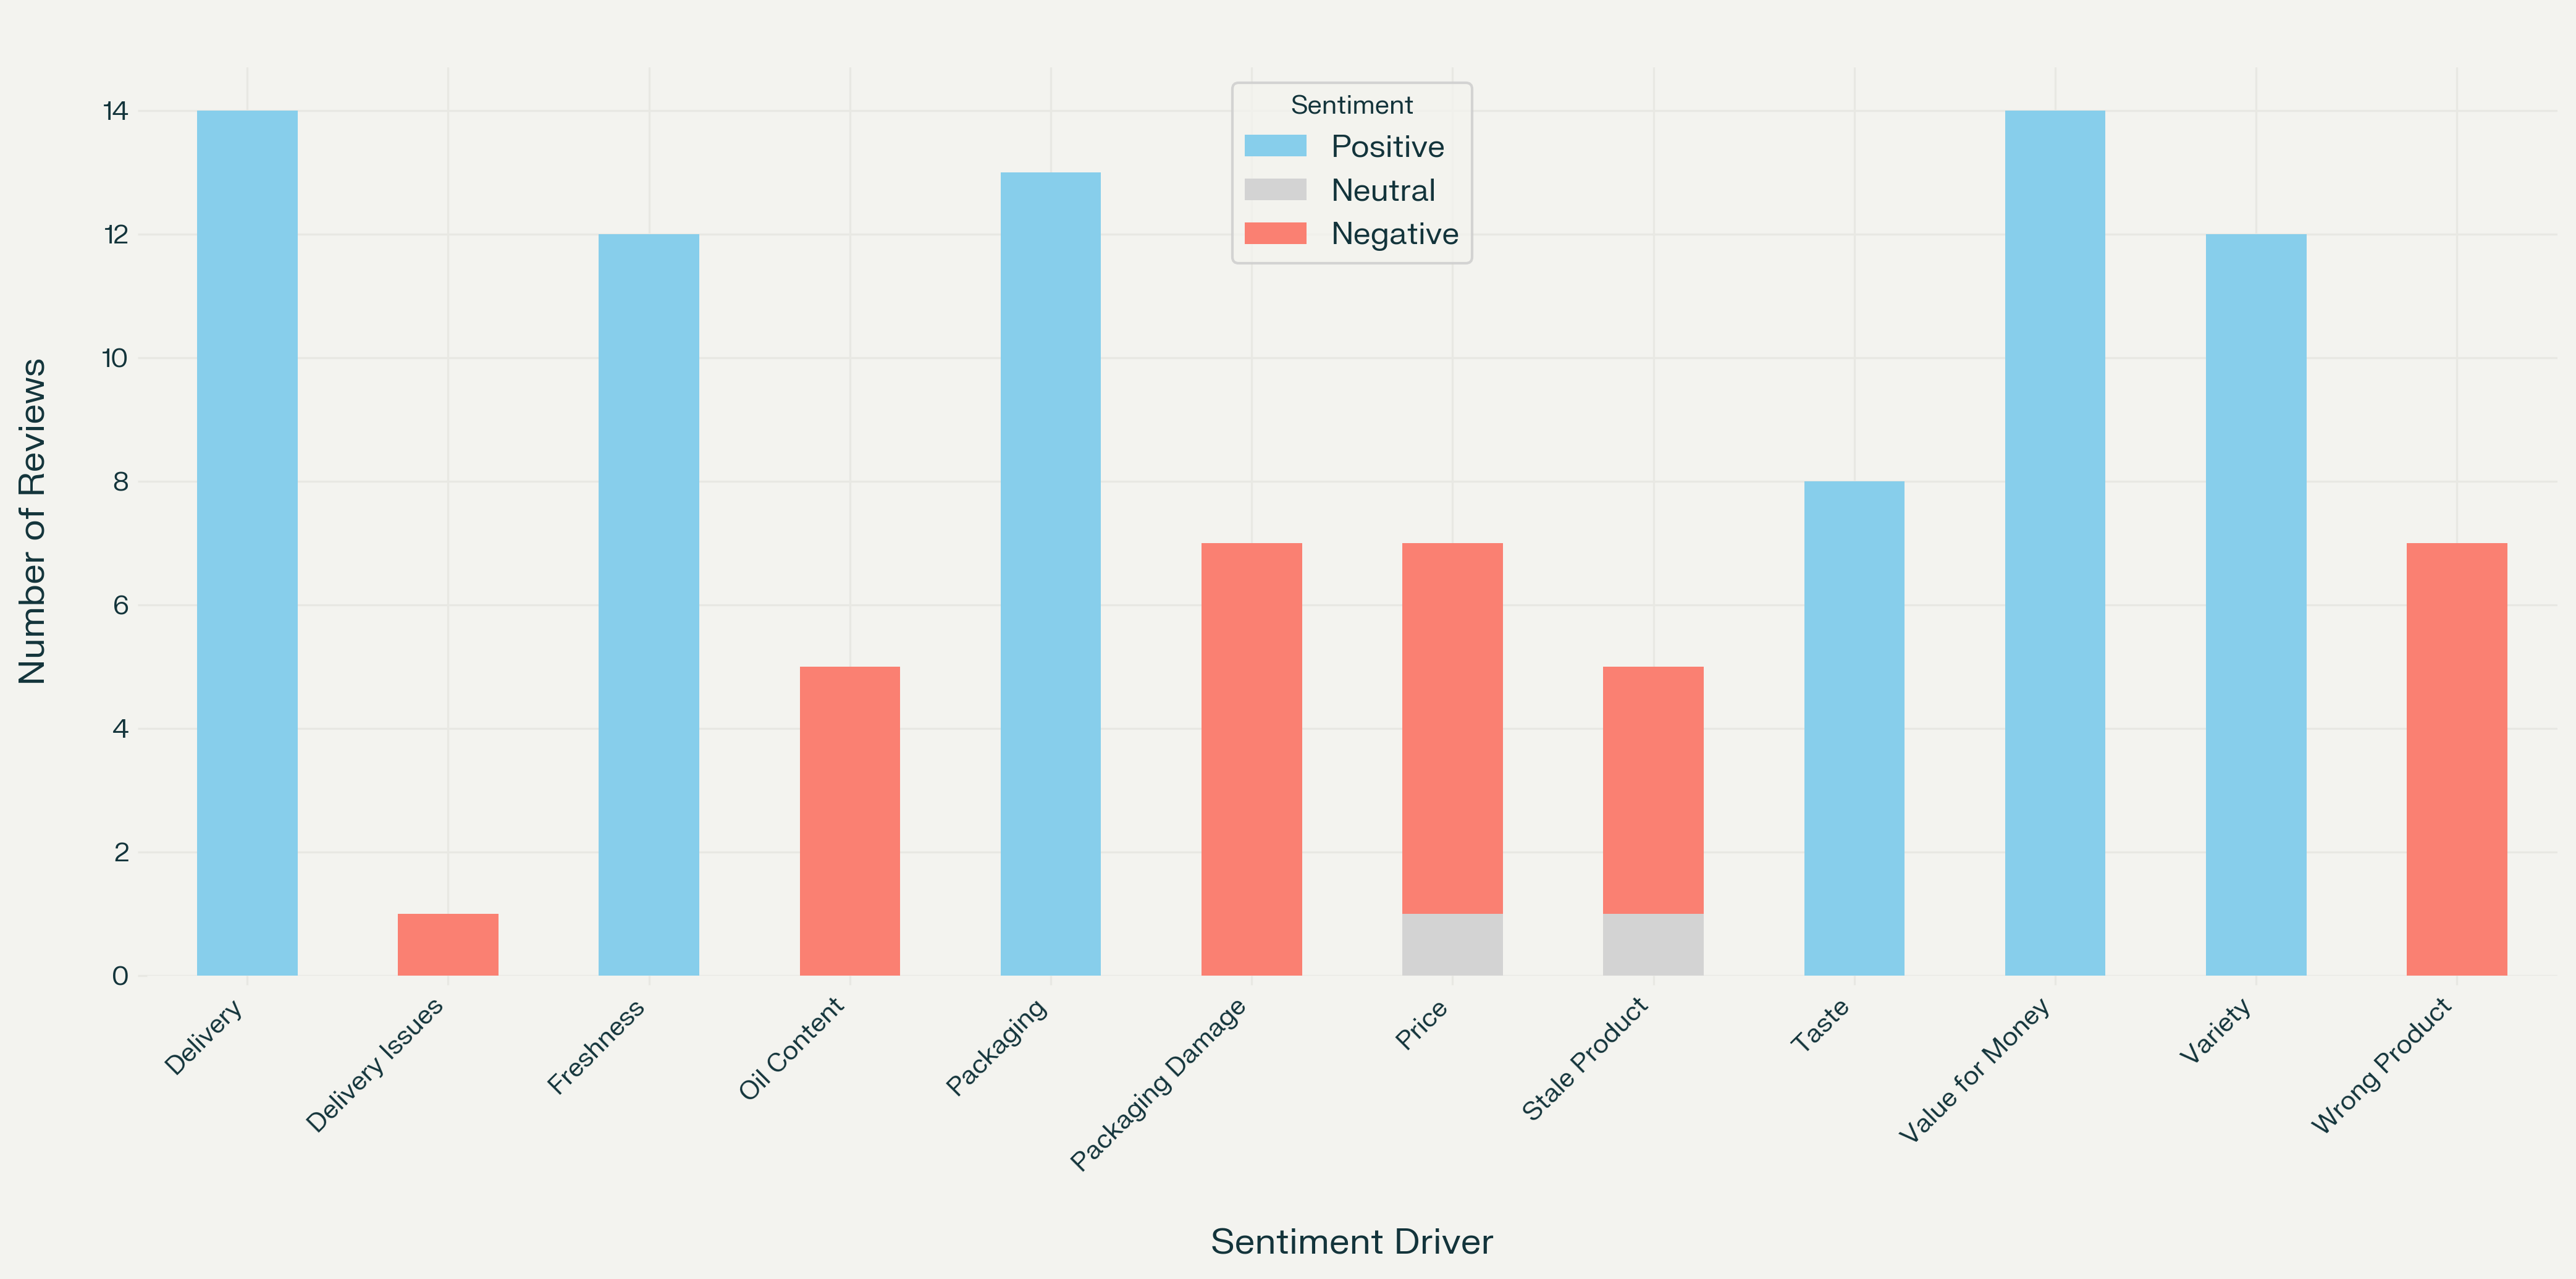 Sentiment
Positive
Neutral
Negative
Number of Reviews
14
12
10
8
6
4
2
0
Delivery
Delivery Issues
Freshness
Oil Content
Packaging
Packaging Damage
Price
Stale Product
Taste
Value for Money
Variety
Wrong Product
Sentiment Driver